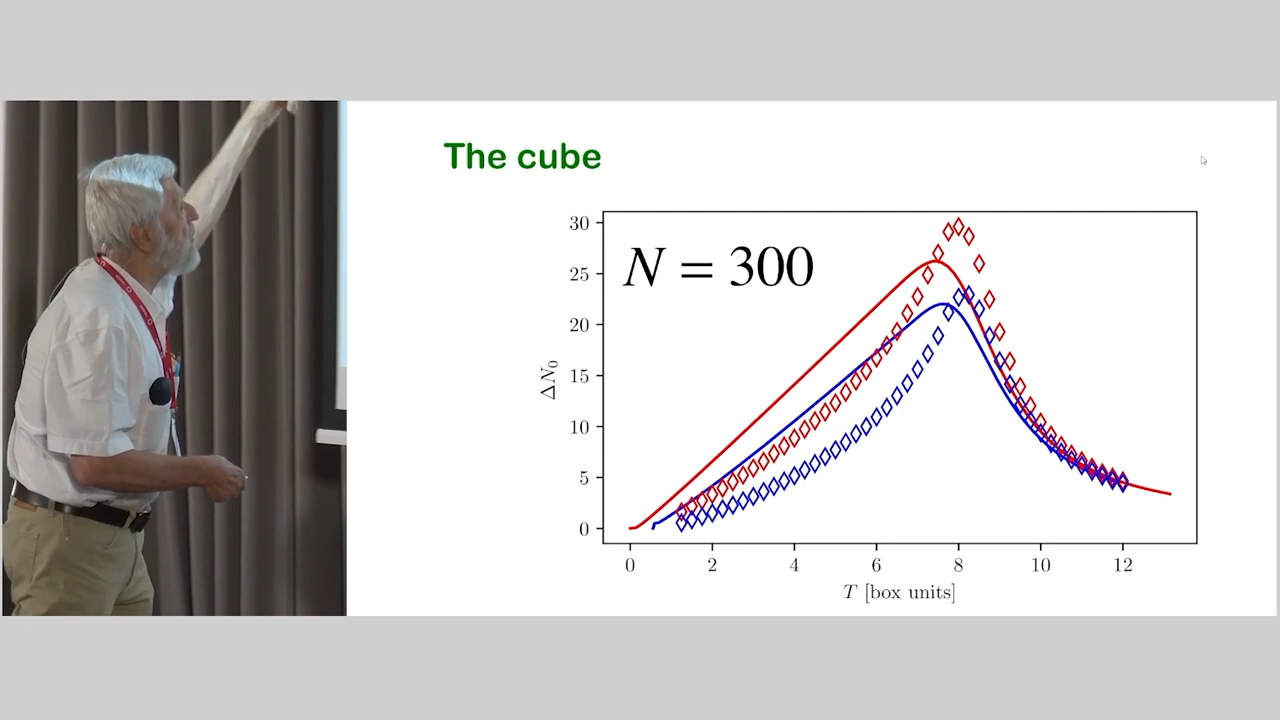 The cube
N = 300
30
25
20
15
10
5
0
ΔN₀
0 2 4 6 8 10 12
T [box units]